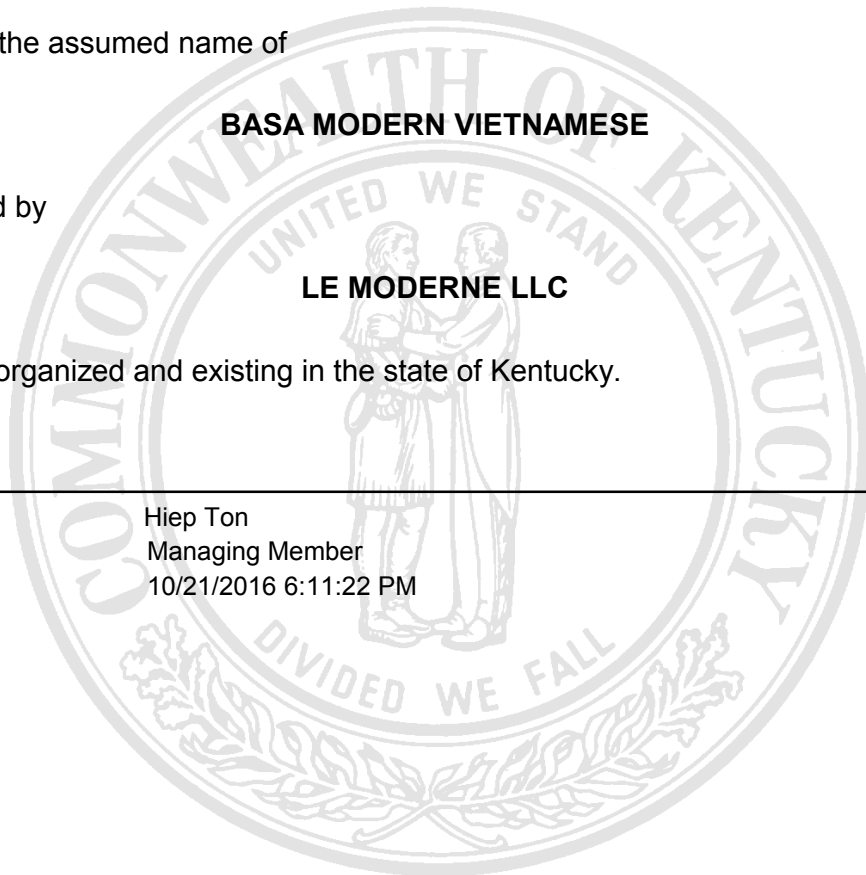 the assumed name of
BASA MODERN VIETNAMESE
d by
LE MODERNE LLC
organized and existing in the state of Kentucky.
Hiep Ton
Managing Member
10/21/2016 6:11:22 PM
COMMONWEALTH OF KENTUCKY
UNITED WE STAND
DIVIDED WE FALL